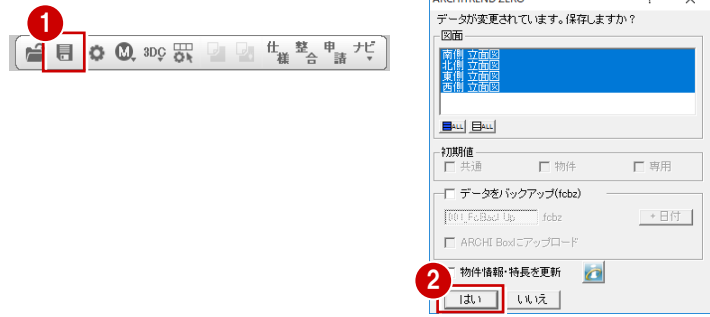 1
M
3DC
仕様
整合
申請
ナビ
ARCHITREND ZERO
データが変更されています。保存しますか？
図面
南側 立面図
北側 立面図
東側 立面図
西側 立面図
ALL ALL
初期値
共通 物件 専用
データをバックアップ(fcbz)
fcbz +日付
ARCHI Boxにアップロード
物件情報・特長を更新
2
はい いいえ